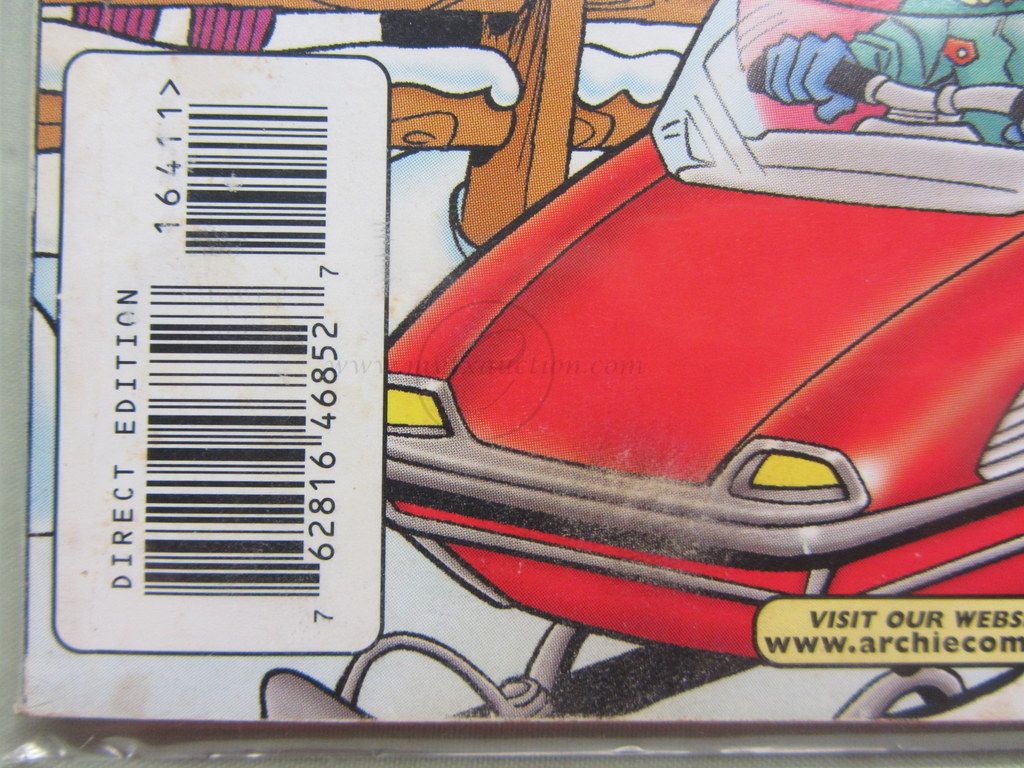 16411>
DIRECT EDITION
7 62816 46852 7
VISIT OUR WEBS
www.archiecom